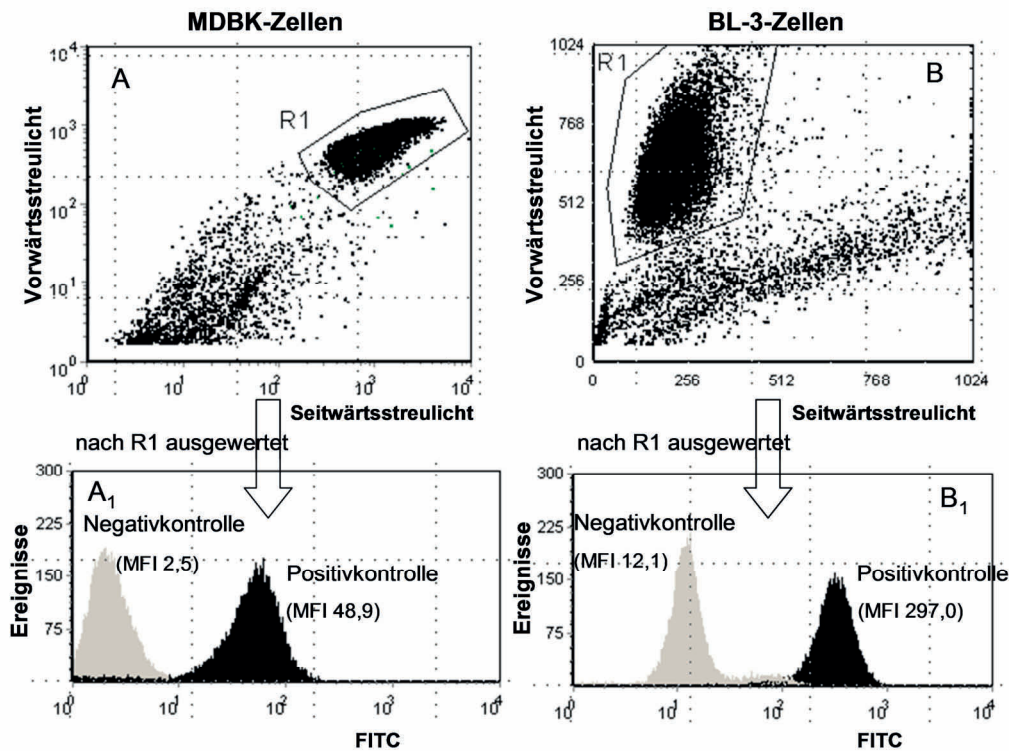 MDBK-Zellen
A
R1
Vorwärtsstreulicht
10⁴
10³
10²
10¹
10⁰
10⁰ 10¹ 10² 10³ 10⁴
Seitwärtsstreulicht
BL-3-Zellen
R1
B
Vorwärtsstreulicht
1024
768
512
256
0
0 256 512 768 1024
Seitwärtsstreulicht
nach R1 ausgewertet
A₁
Negativkontrolle
(MFI 2,5)
Positivkontrolle
(MFI 48,9)
Ereignisse
300
225
150
75
10⁰ 10¹ 10² 10³ 10⁴
FITC
nach R1 ausgewertet
B₁
Negativkontrolle
(MFI 12,1)
Positivkontrolle
(MFI 297,0)
Ereignisse
300
225
150
75
10⁰ 10¹ 10² 10³ 10⁴
FITC